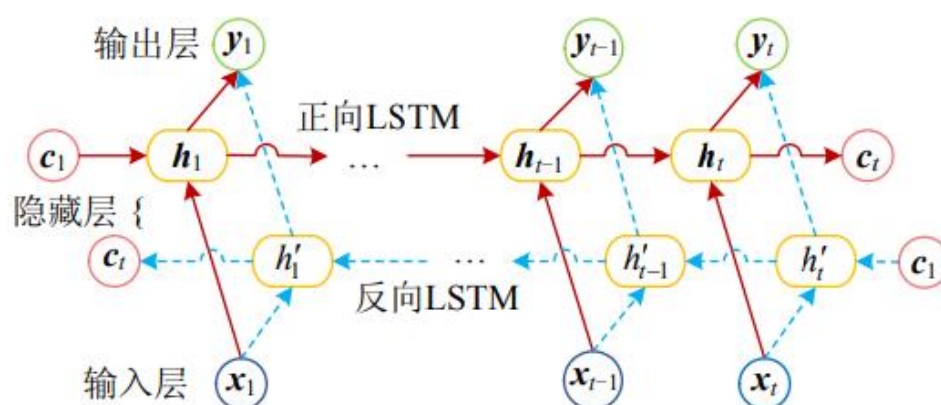 输出层 y₁ yₜ₋₁ yₜ
正向LSTM
c₁ h₁ … hₜ₋₁ hₜ cₜ
隐藏层 {
cₜ h′₁ … h′ₜ₋₁ h′ₜ c₁
反向LSTM
输入层 x₁ xₜ₋₁ xₜ